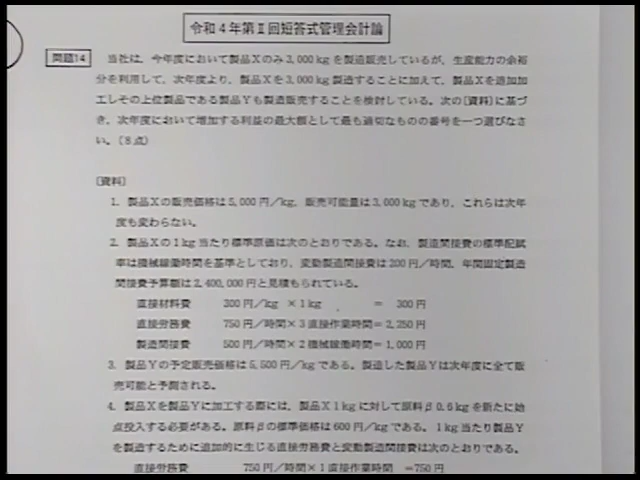 令和4年第Ⅱ回短答式管理会計論
問題14 当社は、今年度において製品Xのみ3,000kgを製造販売しているが、生産能力の余裕
分を利用して、次年度より、製品Xを3,000kg製造することに加えて、製品Xを追加加
工しその上位製品である製品Yも製造販売することを検討している。次の[資料]に基づ
き、次年度において増加する利益の最大額として最も適切なものの番号を一つ選びなさ
い。(8点)
[資料]
1. 製品Xの販売価格は5,000円/kg、販売可能量は3,000kgであり、これらは次年
度も変わらない。
2. 製品Xの1kg当たり標準原価は次のとおりである。なお、製造間接費の標準配賦
率は機械稼働時間を基準としており、変動製造間接費は200円/時間、年間固定製造
間接費予算額は2,400,000円と見積もられている。
直接材料費 300円/kg ×1kg = 300円
直接労務費 750円/時間×3直接作業時間= 2,250円
製造間接費 500円/時間×2機械稼働時間= 1,000円
3. 製品Yの予定販売価格は5,500円/kgである。製造した製品Yは次年度に全て販
売可能と予測される。
4. 製品Xを製品Yに加工する際には、製品X1kgに対して原料β0.6kgを新たに始
点投入する必要がある。原料βの標準価格は600円/kgである。1kg当たり製品Y
を製造するために追加的に生じる直接労務費と変動製造間接費は次のとおりである。
直接労務費 750円/時間×1直接作業時間 =750円